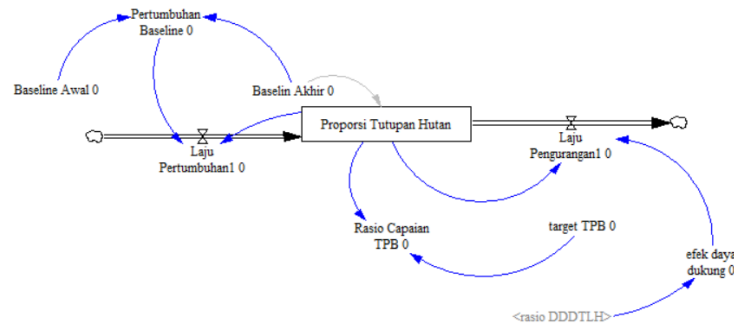 Pertumbuhan
Baseline 0
Baseline Awal 0
Baselin Akhir 0
Proporsi Tutupan Hutan
Laju
Pertumbuhan1 0
Laju
Pengurangan1 0
Rasio Capaian
TPB 0
target TPB 0
efek daya
dukung 0
<rasio DDDTLH>